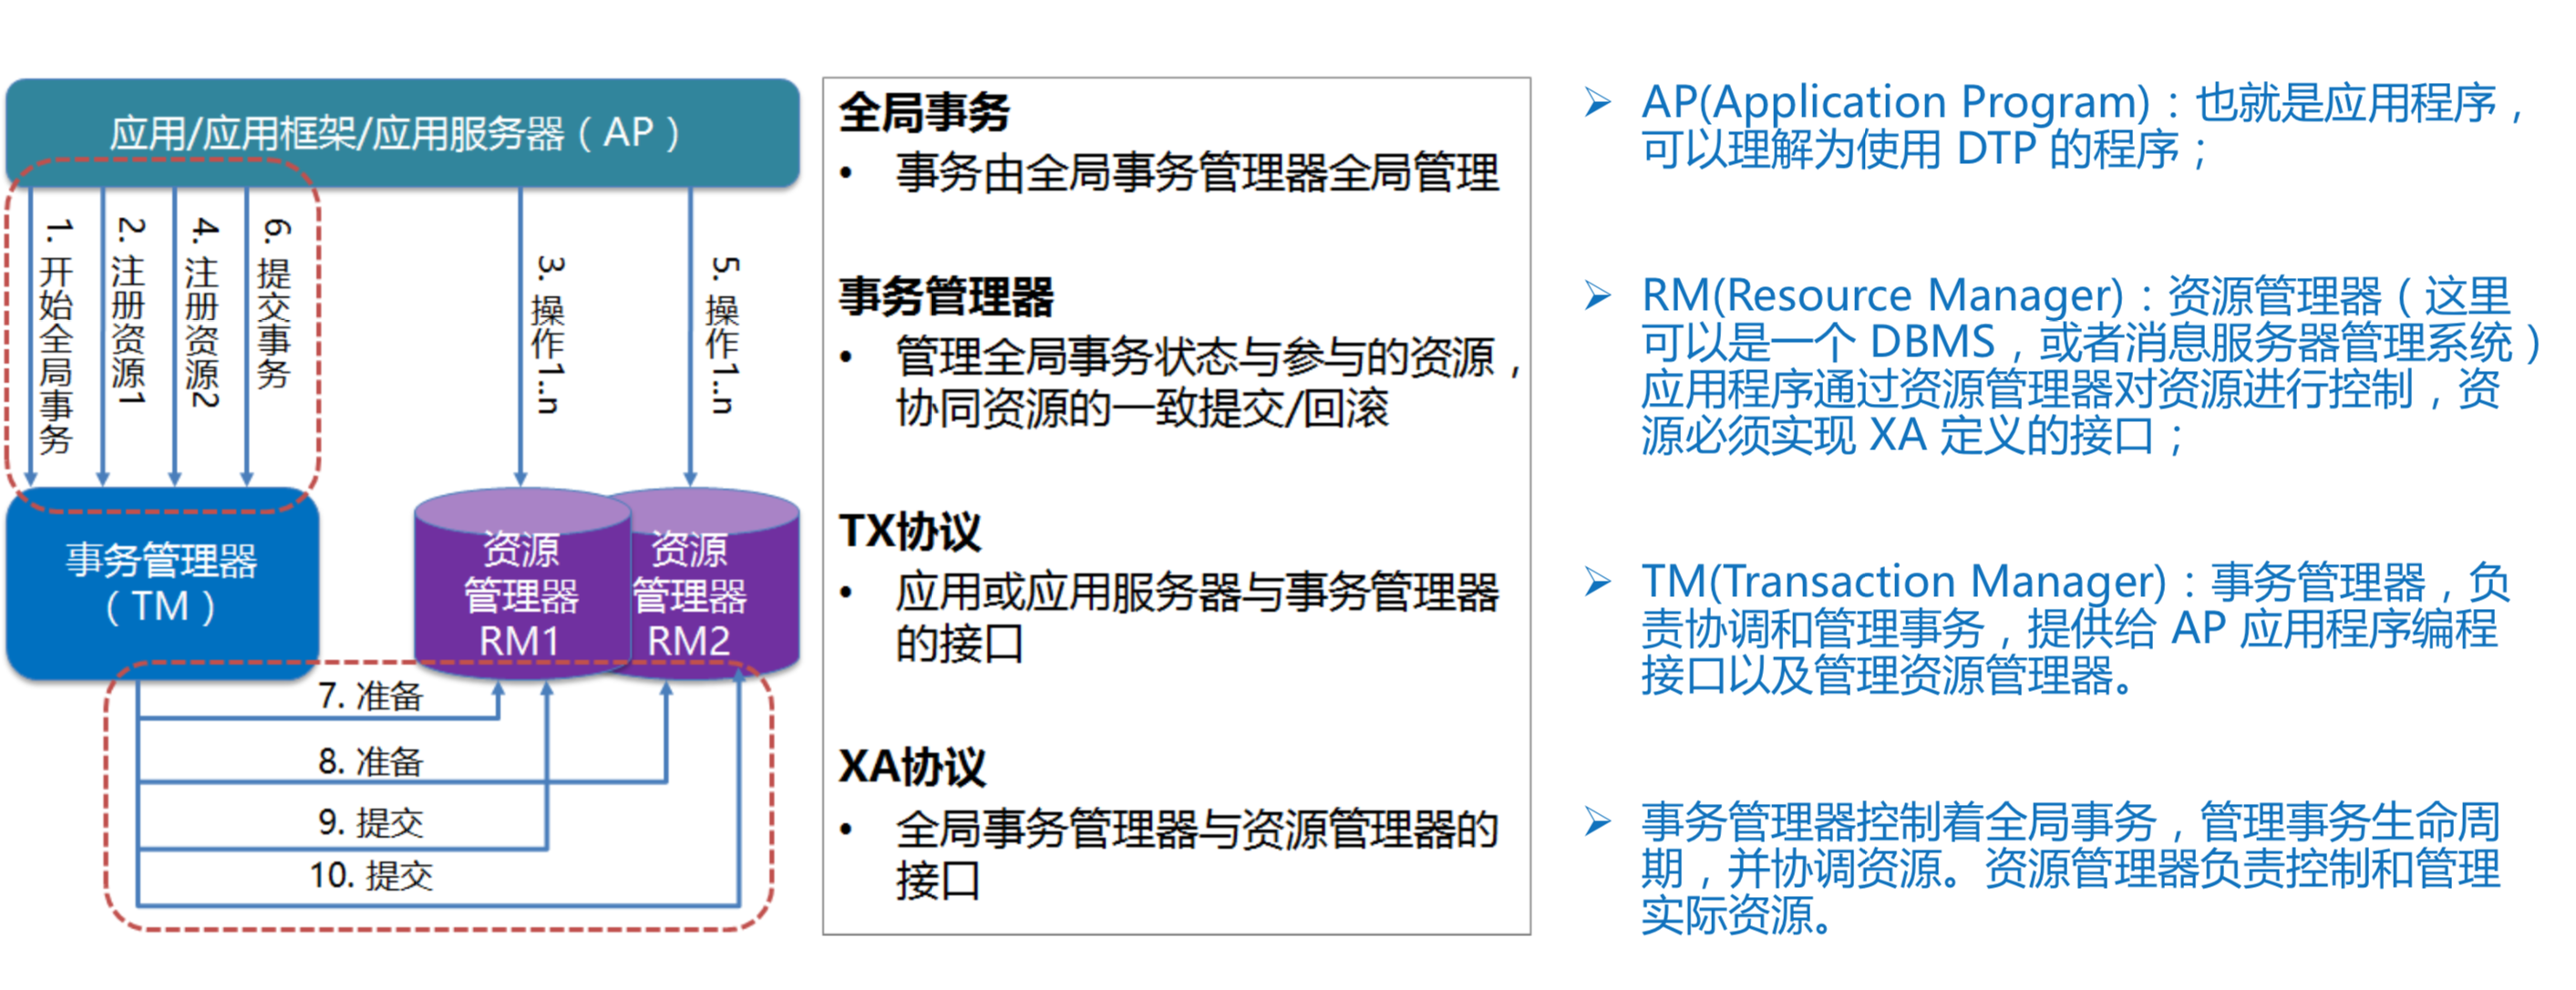 应用/应用框架/应用服务器（AP）
1. 开始全局事务
2. 注册资源1
4. 注册资源2
6. 提交事务
3. 操作1..n
5. 操作1..n
事务管理器
（TM）
资源
管理器
RM1
资源
管理器
RM2
7. 准备
8. 准备
9. 提交
10. 提交
全局事务
• 事务由全局事务管理器全局管理
事务管理器
• 管理全局事务状态与参与的资源，
协同资源的一致提交/回滚
TX协议
• 应用或应用服务器与事务管理器
的接口
XA协议
• 全局事务管理器与资源管理器的
接口
➢ AP(Application Program)：也就是应用程序，
可以理解为使用 DTP 的程序；
➢ RM(Resource Manager)：资源管理器（这里
可以是一个 DBMS，或者消息服务器管理系统）
应用程序通过资源管理器对资源进行控制，资
源必须实现 XA 定义的接口；
➢ TM(Transaction Manager)：事务管理器，负
责协调和管理事务，提供给 AP 应用程序编程
接口以及管理资源管理器。
➢ 事务管理器控制着全局事务，管理事务生命周
期，并协调资源。资源管理器负责控制和管理
实际资源。